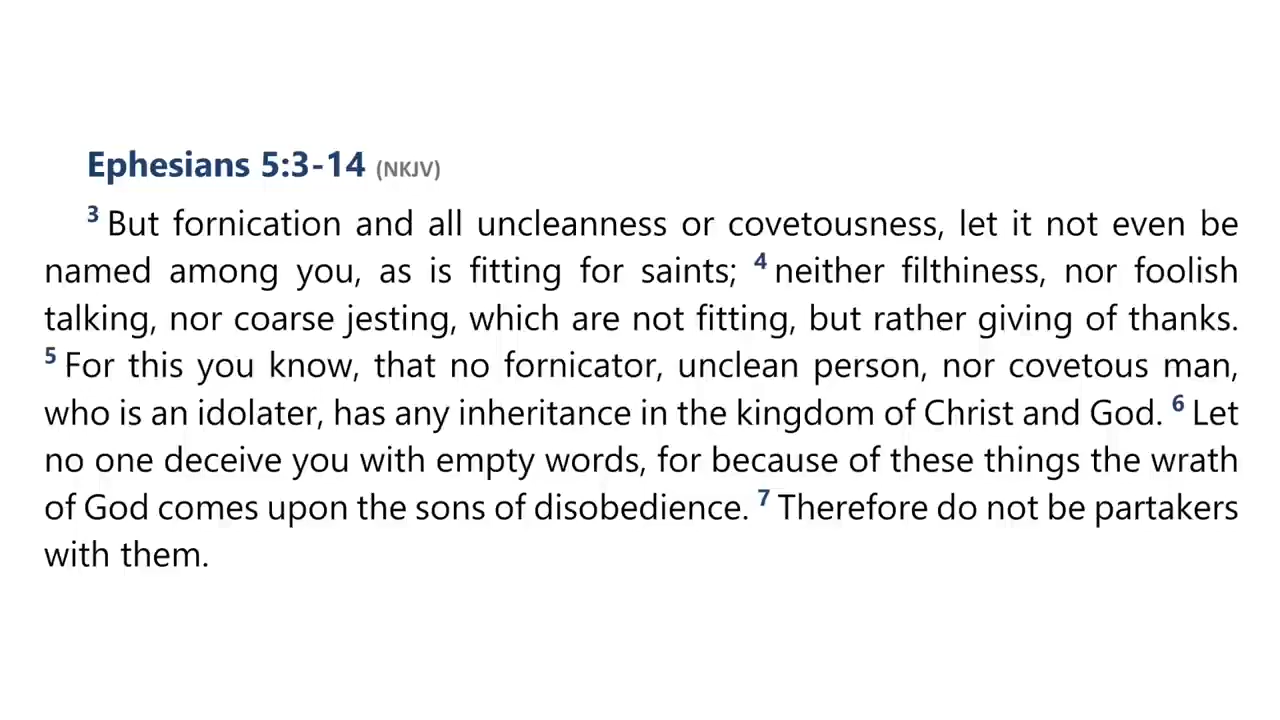 Ephesians 5:3-14 (NKJV)
3 But fornication and all uncleanness or covetousness, let it not even be
named among you, as is fitting for saints; 4 neither filthiness, nor foolish
talking, nor coarse jesting, which are not fitting, but rather giving of thanks.
5 For this you know, that no fornicator, unclean person, nor covetous man,
who is an idolater, has any inheritance in the kingdom of Christ and God. 6 Let
no one deceive you with empty words, for because of these things the wrath
of God comes upon the sons of disobedience. 7 Therefore do not be partakers
with them.